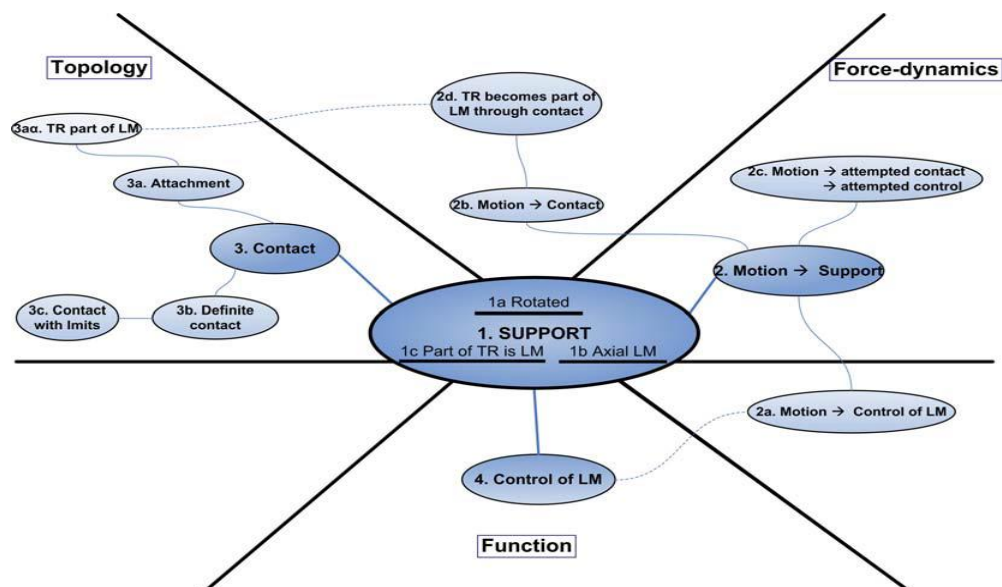 Topology
Force-dynamics
2d. TR becomes part of
LM through contact
3aα. TR part of LM
3a. Attachment
2c. Motion → attempted contact
→ attempted control
2b. Motion → Contact
3. Contact
2. Motion → Support
1a Rotated
1. SUPPORT
1c Part of TR is LM
1b Axial LM
3c. Contact
with lmits
3b. Definite
contact
2a. Motion → Control of LM
4. Control of LM
Function